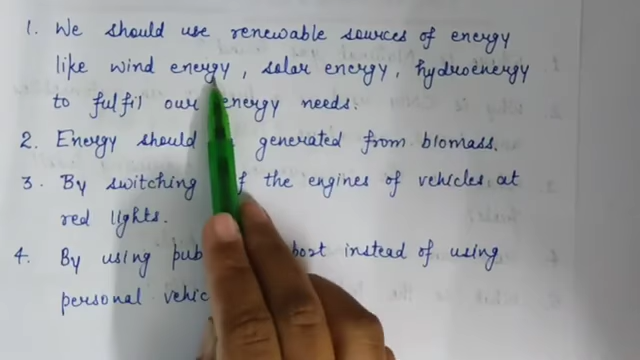 1. We should use renewable sources of energy
like wind energy, solar energy, hydroenergy
to fulfil our energy needs.
2. Energy should generated from biomass.
3. By switching the engines of vehicles at
red lights.
4. By using instead of using
personal